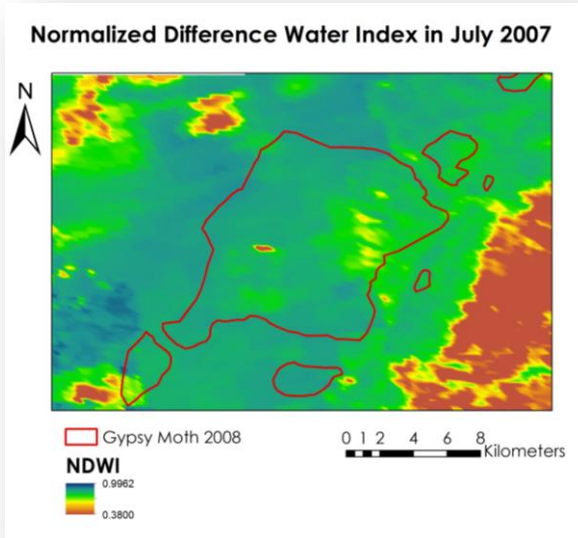 Normalized Difference Water Index in July 2007
N
Gypsy Moth 2008
0 1 2 4 6 8
Kilometers
NDWI
0.9962
0.3800